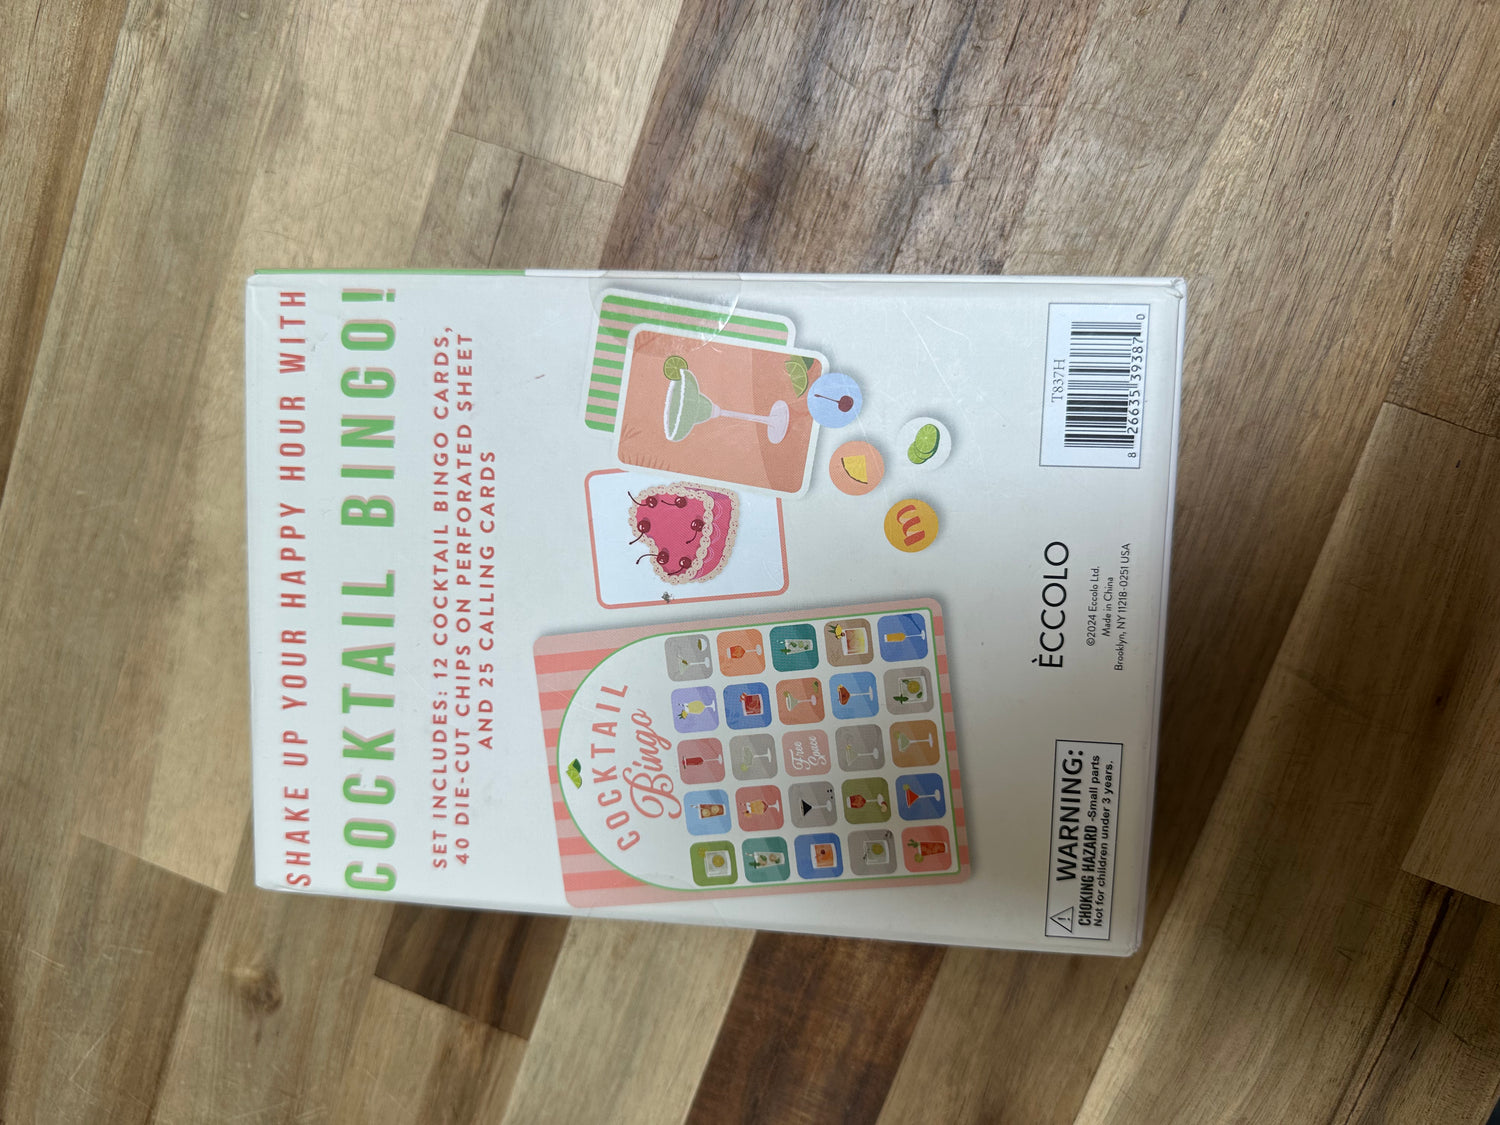 SHAKE UP YOUR HAPPY HOUR WITH
COCKTAIL BINGO!
SET INCLUDES: 12 COCKTAIL BINGO CARDS,
40 DIE-CUT CHIPS ON PERFORATED SHEET
AND 25 CALLING CARDS
COCKTAIL
Bingo
Free
Space
WARNING:
CHOKING HAZARD -Small parts
Not for children under 3 years.
ÈCCOLO
©2024 Eccolo Ltd.
Made in China
Brooklyn, NY 11218-0251 USA
T837H
8 26635 39387 0